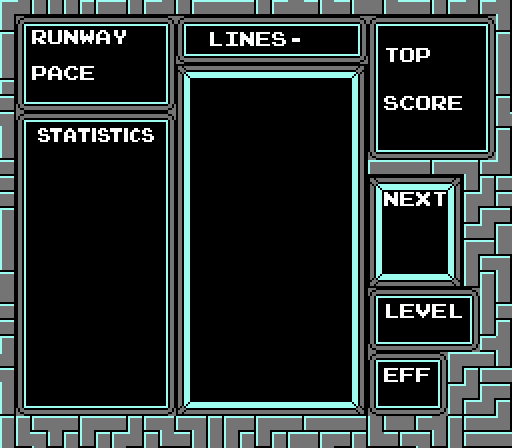 RUNWAY
PACE
STATISTICS
LINES-
TOP
SCORE
NEXT
LEVEL
EFF